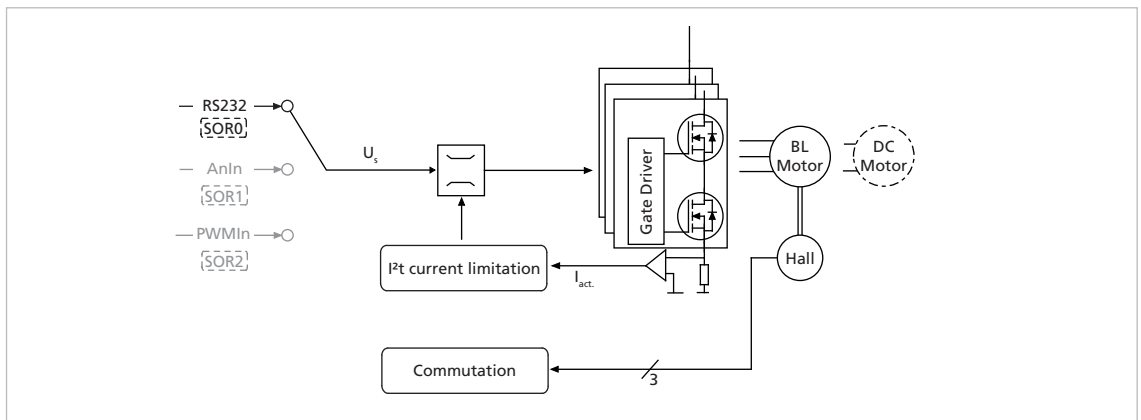 RS232
SOR0
AnIn
SOR1
PWMIn
SOR2
Us
I²t current limitation
Iact.
Gate Driver
BL
Motor
DC
Motor
Hall
Commutation
3